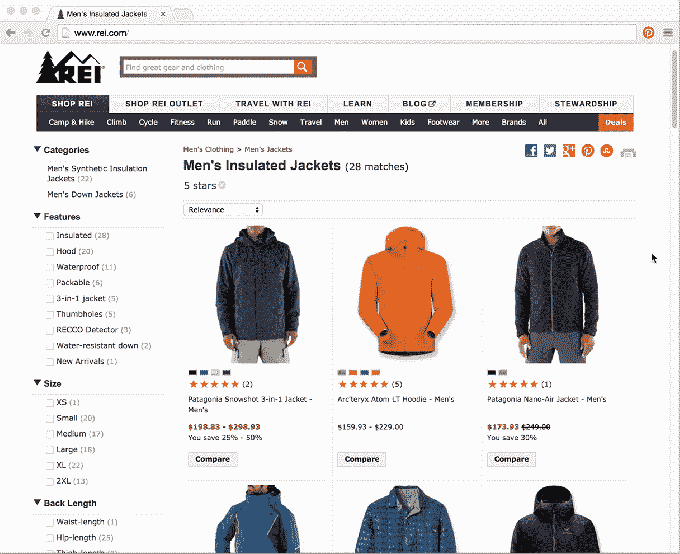 Men's Insulated Jackets
www.rei.com/
REI
Find great gear and clothing
SHOP REI SHOP REI OUTLET TRAVEL WITH REI LEARN BLOG MEMBERSHIP STEWARDSHIP
Camp & Hike Climb Cycle Fitness Run Paddle Snow Travel Men Women Kids Footwear More Brands All Deals
Categories
Men's Synthetic Insulation
Jackets (22)
Men's Down Jackets (6)
Features
Insulated (28)
Hood (20)
Waterproof (11)
Packable (6)
3-in-1 jacket (5)
Thumbholes (5)
RECCO Detector (3)
Water-resistant down (2)
New Arrivals (1)
Size
XS (1)
Small (20)
Medium (17)
Large (18)
XL (22)
2XL (13)
Back Length
Waist-length (1)
Hip-length (25)
Thigh-length
Men's Clothing > Men's Jackets
Men's Insulated Jackets (28 matches)
5 stars
Relevance
(2) (5) (1)
Patagonia Snowshot 3-in-1 Jacket -
Men's
$198.83 - $298.93
You save 25% - 50%
Compare
Arc'teryx Atom LT Hoodie - Men's
$159.93 - $229.00
Compare
Patagonia Nano-Air Jacket - Men's
$173.93 $249.00
You save 30%
Compare